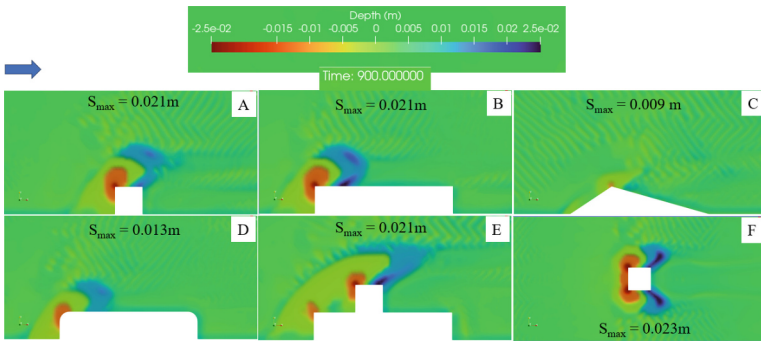 Depth (m)
-2.5e-02 -0.015 -0.01 -0.005 0 0.005 0.01 0.015 0.02 2.5e-02
Time: 900.000000
Smax = 0.021m A
Smax = 0.021m B
Smax = 0.009 m C
Smax = 0.013m D
Smax = 0.021m E
F
Smax = 0.023m